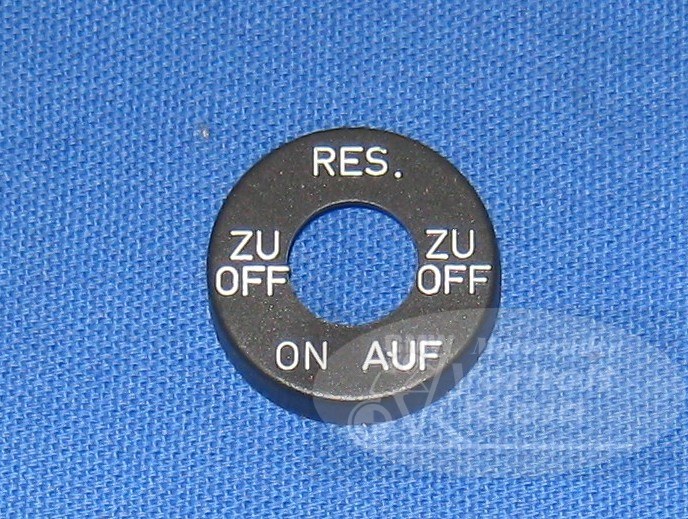 RES.
ZU ZU
OFF OFF
ON AUF